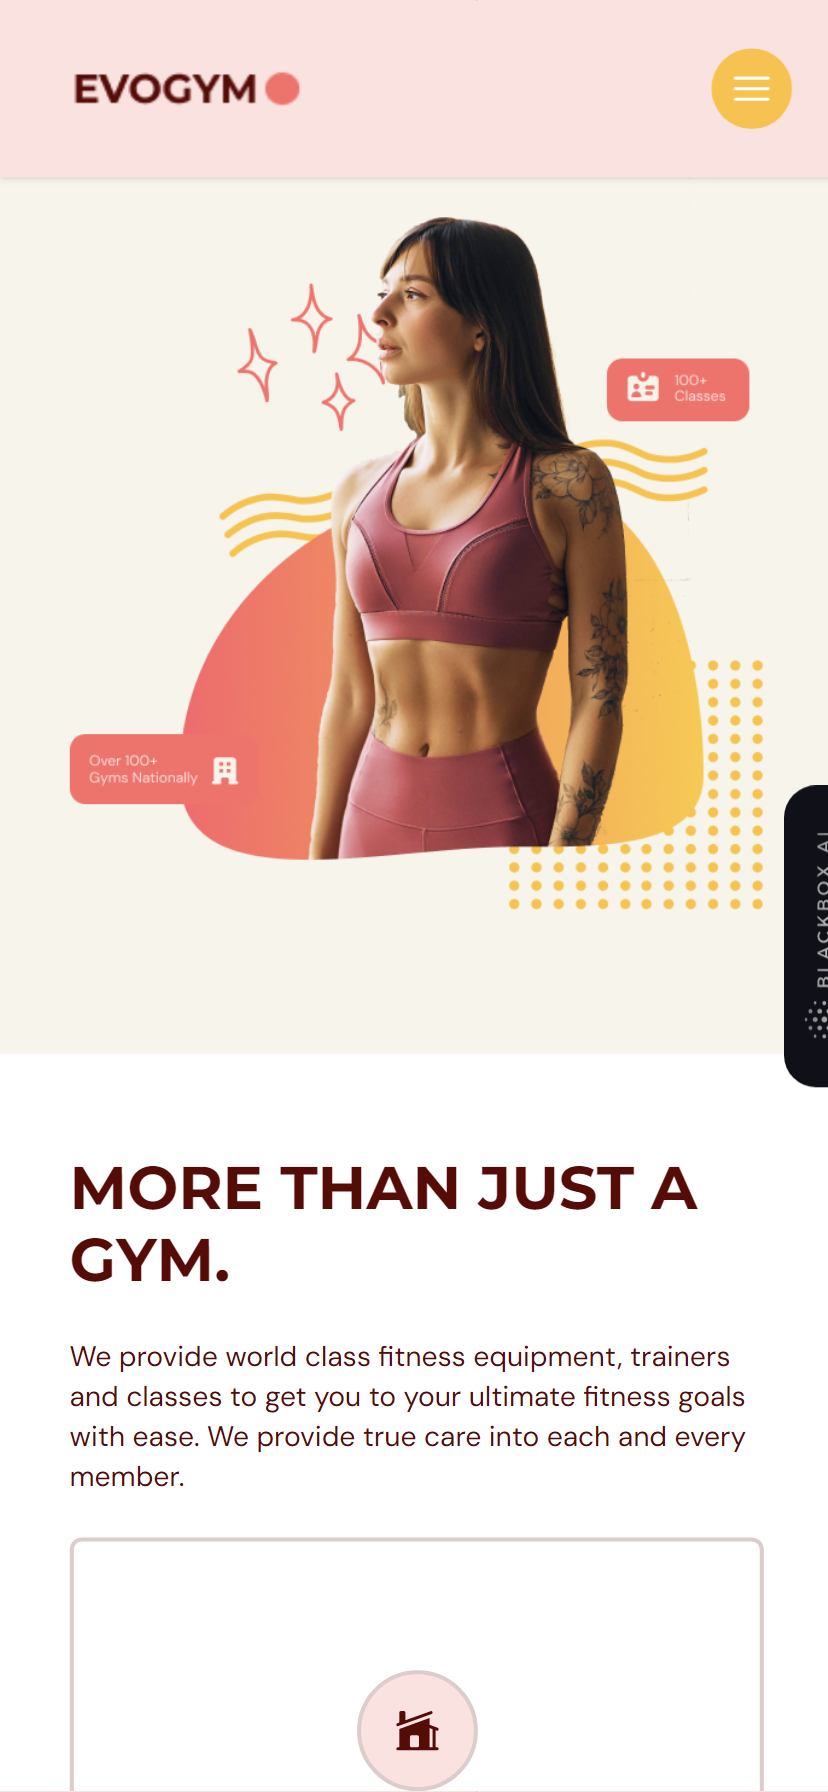 EVOGYM
100+
Classes
Over 100+
Gyms Nationally
BLACKBOX AI
MORE THAN JUST A
GYM.
We provide world class fitness equipment, trainers
and classes to get you to your ultimate fitness goals
with ease. We provide true care into each and every
member.